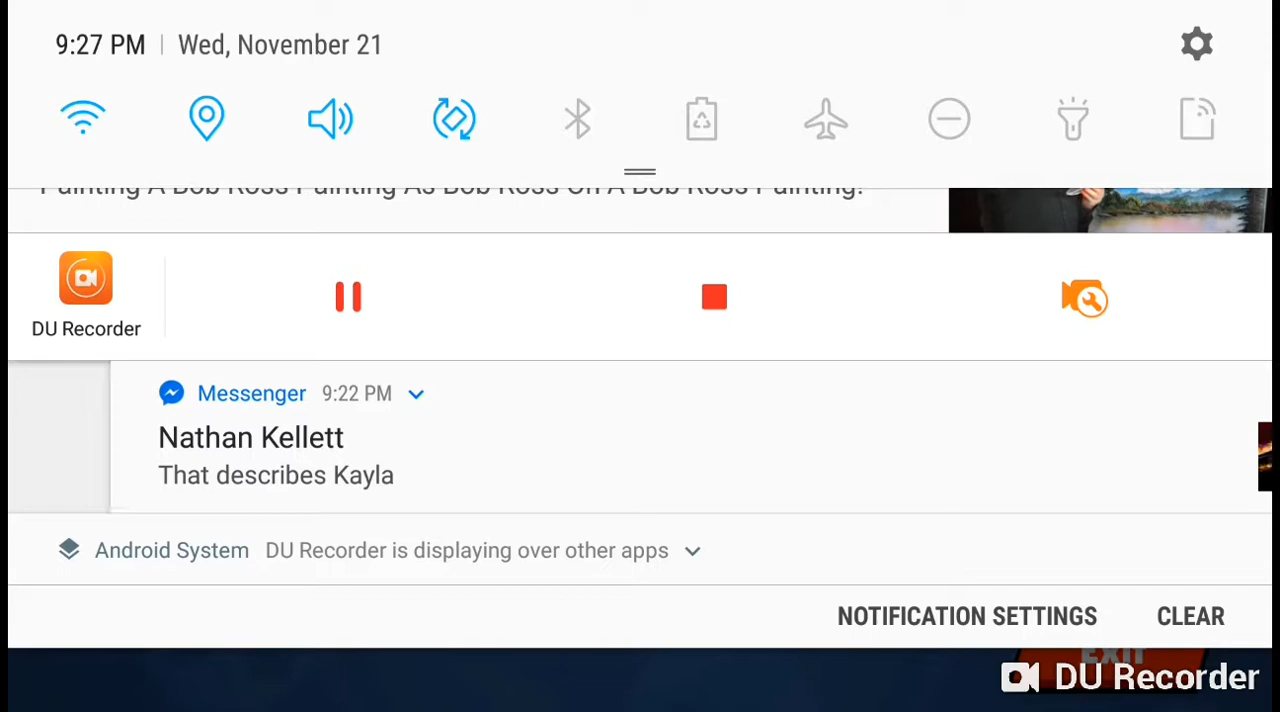 9:27 PM | Wed, November 21
Painting A Bob Ross Painting As Bob Ross On A Bob Ross Painting!
DU Recorder
Messenger 9:22 PM
Nathan Kellett
That describes Kayla
Android System DU Recorder is displaying over other apps
NOTIFICATION SETTINGS CLEAR
EXIT
DU Recorder